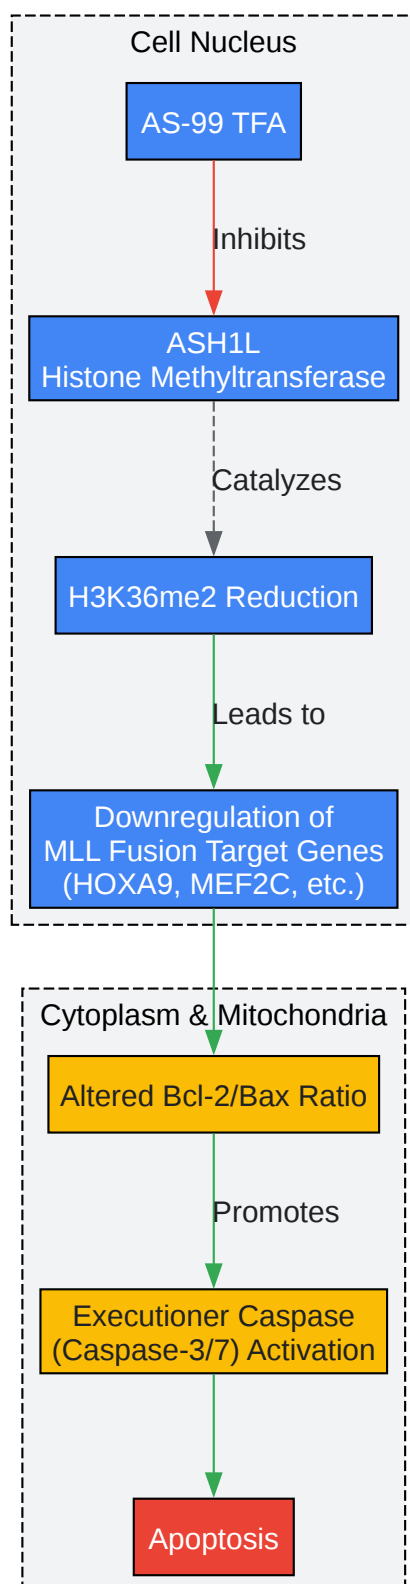 Cell Nucleus
AS-99 TFA
Inhibits
ASH1L
Histone Methyltransferase
Catalyzes
H3K36me2 Reduction
Leads to
Downregulation of
MLL Fusion Target Genes
(HOXA9, MEF2C, etc.)
Cytoplasm & Mitochondria
Altered Bcl-2/Bax Ratio
Promotes
Executioner Caspase
(Caspase-3/7) Activation
Apoptosis